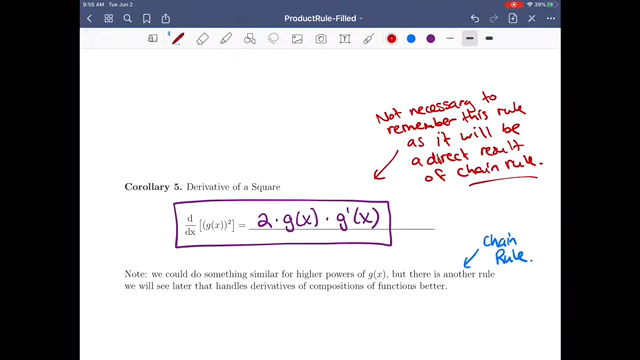 9:55 AM Tue Jun 2
39%
ProductRule-Filled
Not necessary to
remember this rule
as it will be
a direct result
of chain rule.
Corollary 5. Derivative of a Square
d/dx [(g(x))²] = 2 · g(x) · g'(x)
Chain
Rule.
Note: we could do something similar for higher powers of g(x), but there is another rule
we will see later that handles derivatives of compositions of functions better.